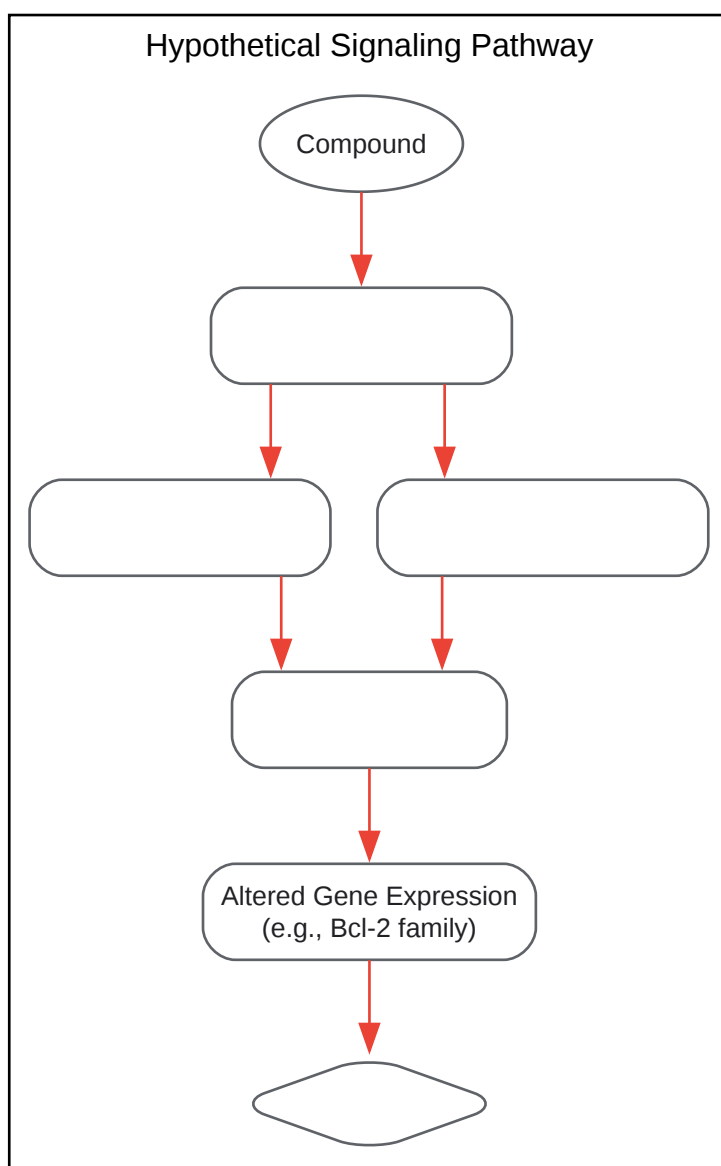 Hypothetical Signaling Pathway
Compound
Altered Gene Expression
(e.g., Bcl-2 family)